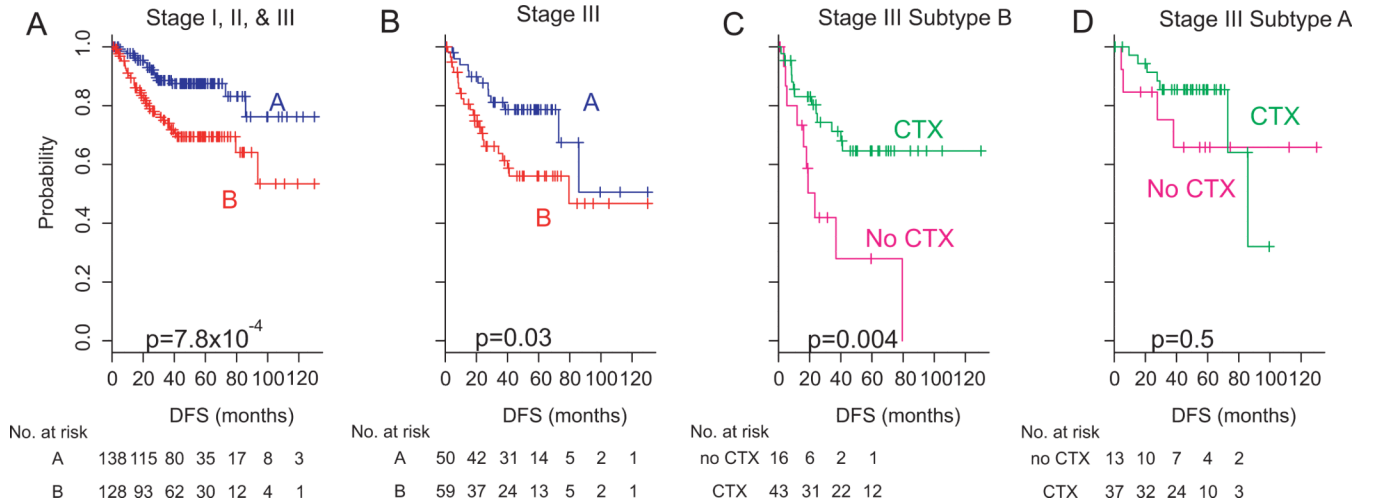 A Stage I, II, & III
B Stage III
C Stage III Subtype B
D Stage III Subtype A
Probability
1.0
0.8
0.6
0.4
0.2
0.0
A
B
p=7.8x10-4
A
B
p=0.03
CTX
No CTX
p=0.004
CTX
No CTX
p=0.5
0 20 40 60 80 100 120
0 20 40 60 80 100 120
0 20 40 60 80 100 120
0 20 40 60 80 100 120
DFS (months)
DFS (months)
DFS (months)
DFS (months)
No. at risk
A 138 115 80 35 17 8 3
B 128 93 62 30 12 4 1
No. at risk
A 50 42 31 14 5 2 1
B 59 37 24 13 5 2 1
No. at risk
no CTX 16 6 2 1
CTX 43 31 22 12
No. at risk
no CTX 13 10 7 4 2
CTX 37 32 24 10 3